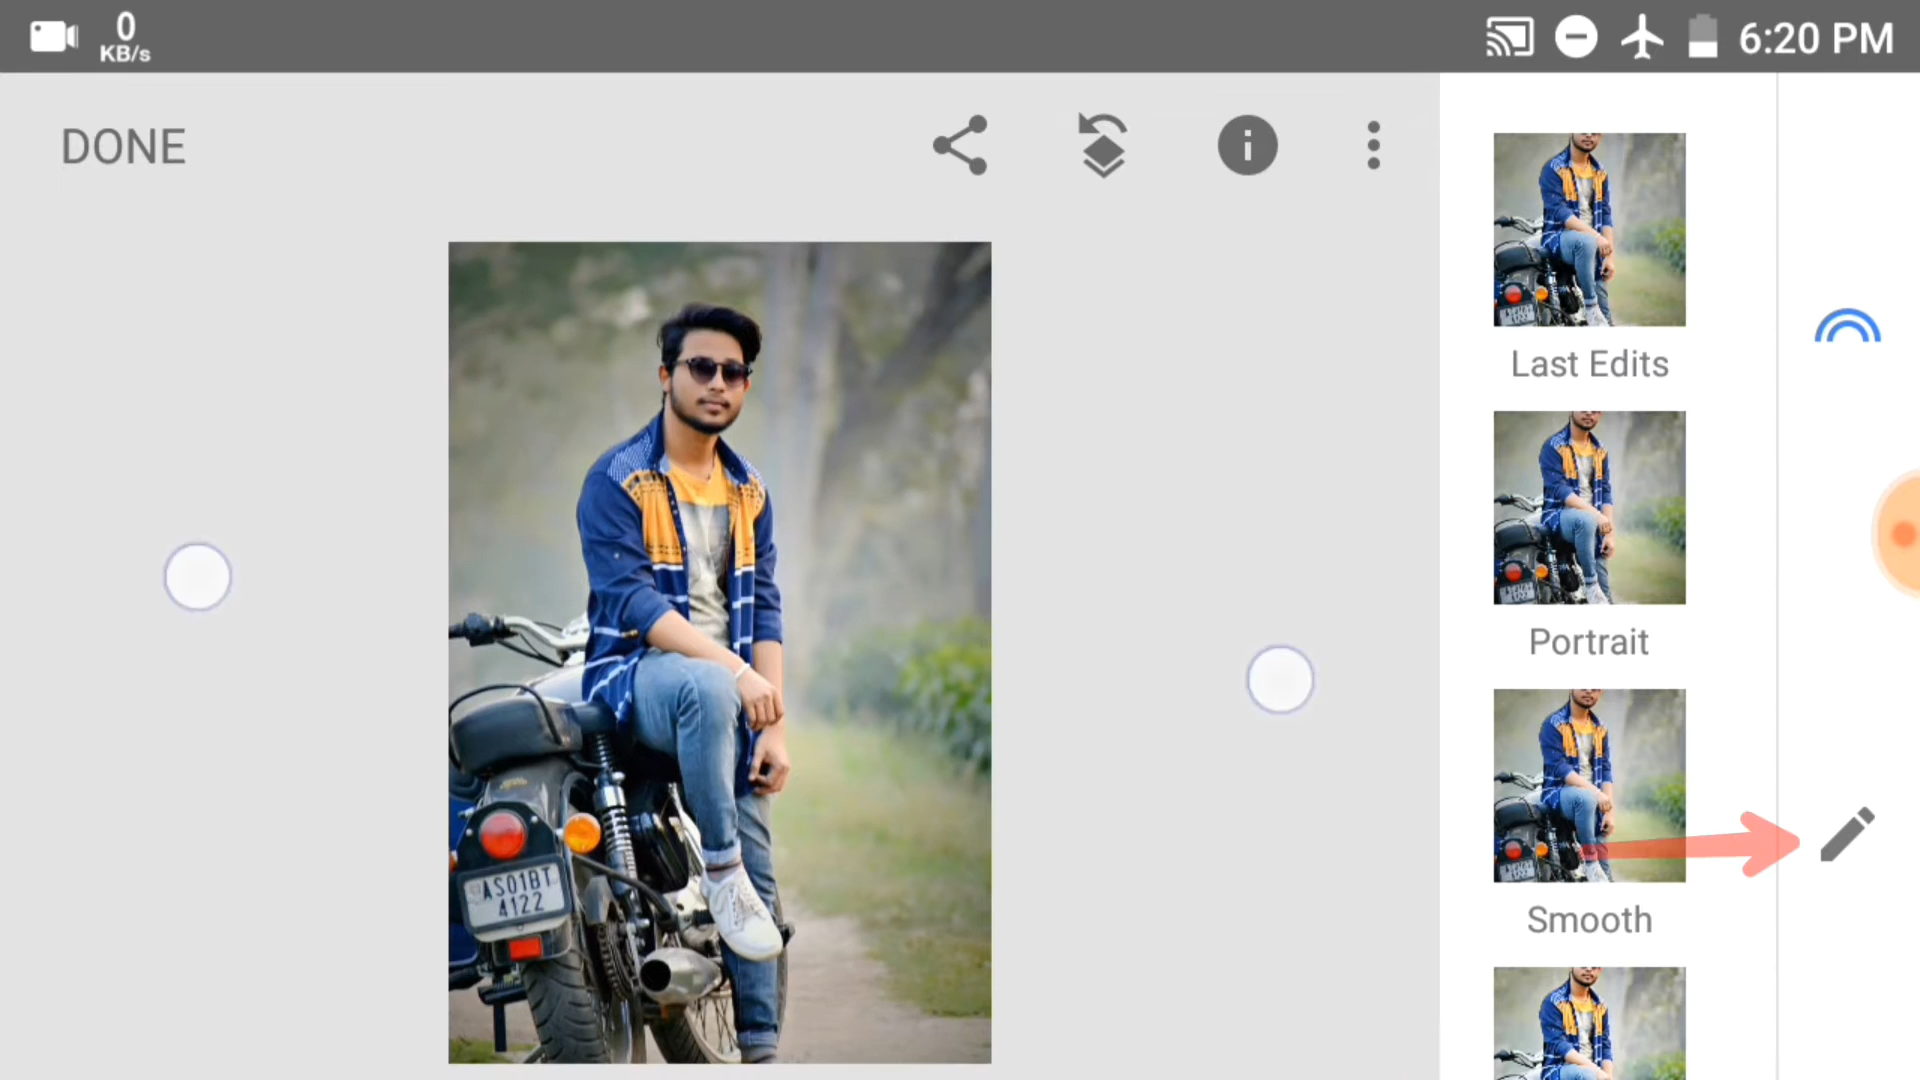 0
KB/s
6:20 PM
DONE
Last Edits
Portrait
Smooth
AS01BT
4122